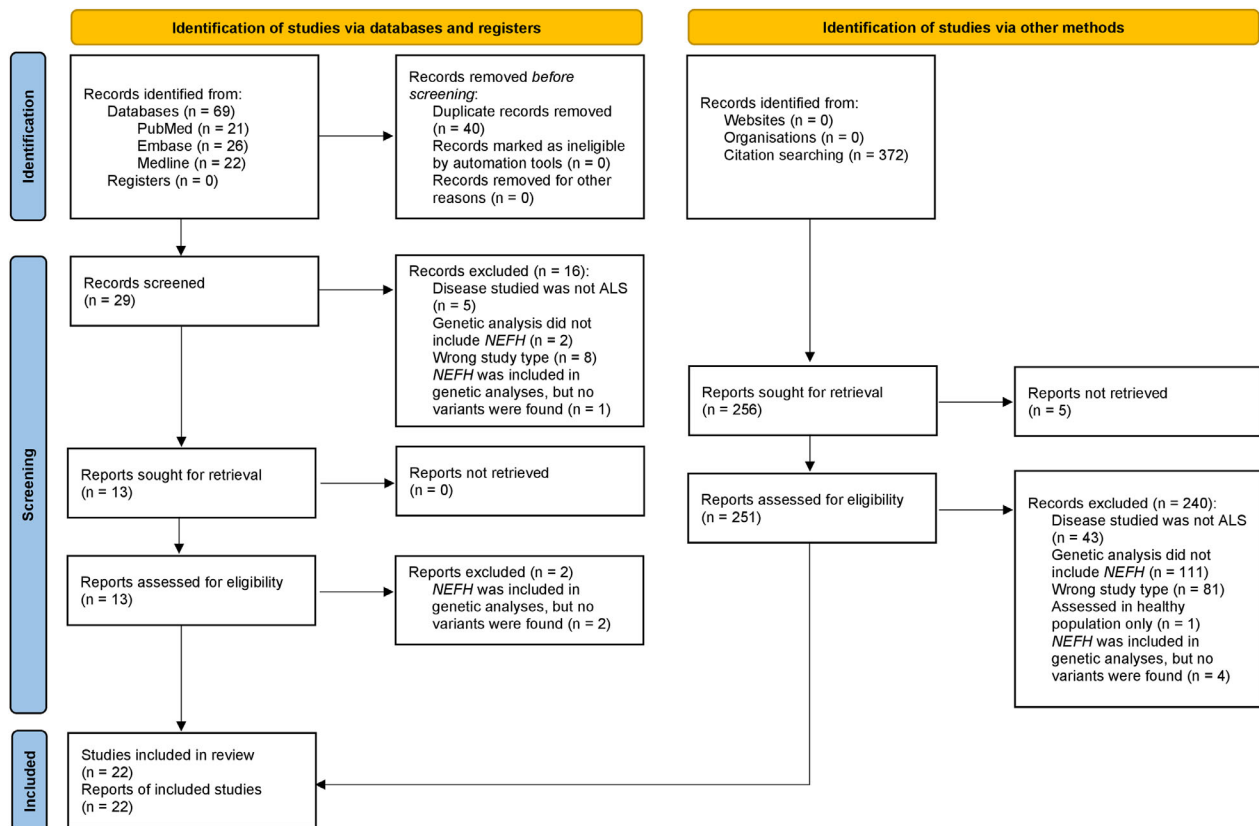 Identification of studies via databases and registers
Identification of studies via other methods
Identification
Records identified from:
Databases (n = 69)
PubMed (n = 21)
Embase (n = 26)
Medline (n = 22)
Registers (n = 0)
Records removed before
screening:
Duplicate records removed
(n = 40)
Records marked as ineligible
by automation tools (n = 0)
Records removed for other
reasons (n = 0)
Records identified from:
Websites (n = 0)
Organisations (n = 0)
Citation searching (n = 372)
Screening
Records screened
(n = 29)
Records excluded (n = 16):
Disease studied was not ALS
(n = 5)
Genetic analysis did not
include NEFH (n = 2)
Wrong study type (n = 8)
NEFH was included in
genetic analyses, but no
variants were found (n = 1)
Reports sought for retrieval
(n = 256)
Reports not retrieved
(n = 5)
Reports sought for retrieval
(n = 13)
Reports not retrieved
(n = 0)
Reports assessed for eligibility
(n = 251)
Records excluded (n = 240):
Disease studied was not ALS
(n = 43)
Genetic analysis did not
include NEFH (n = 111)
Wrong study type (n = 81)
Assessed in healthy
population only (n = 1)
NEFH was included in
genetic analyses, but no
variants were found (n = 4)
Reports assessed for eligibility
(n = 13)
Reports excluded (n = 2)
NEFH was included in
genetic analyses, but no
variants were found (n = 2)
Included
Studies included in review
(n = 22)
Reports of included studies
(n = 22)